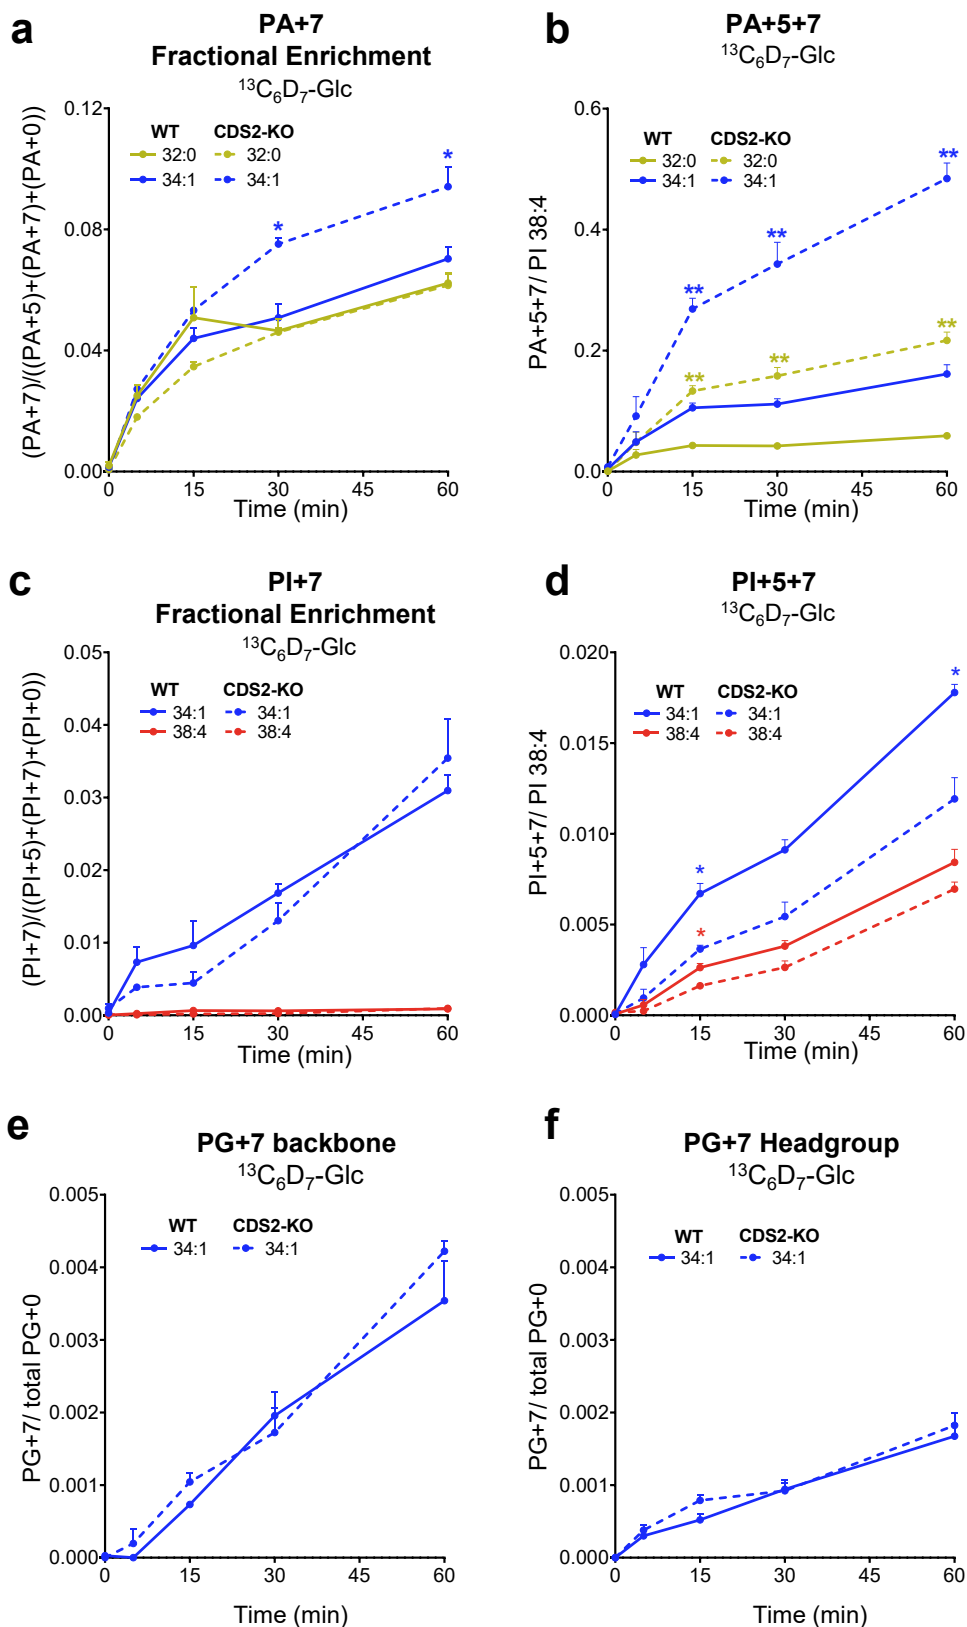 a
PA+7
Fractional Enrichment
¹³C₆D₇-Glc
(PA+7)/((PA+5)+(PA+7)+(PA+0))
0.12
0.08
0.04
0.00
WT CDS2-KO
32:0 32:0
34:1 34:1
*
*
0 15 30 45 60
Time (min)
b
PA+5+7
¹³C₆D₇-Glc
PA+5+7/ PI 38:4
0.6
0.4
0.2
0.0
WT CDS2-KO
32:0 32:0
34:1 34:1
**
**
**
**
**
**
0 15 30 45 60
Time (min)
c
PI+7
Fractional Enrichment
¹³C₆D₇-Glc
(PI+7)/((PI+5)+(PI+7)+(PI+0))
0.05
0.04
0.03
0.02
0.01
0.00
WT CDS2-KO
34:1 34:1
38:4 38:4
0 15 30 45 60
Time (min)
d
PI+5+7
¹³C₆D₇-Glc
PI+5+7/ PI 38:4
0.020
0.015
0.010
0.005
0.000
WT CDS2-KO
34:1 34:1
38:4 38:4
*
*
*
0 15 30 45 60
Time (min)
e
PG+7 backbone
¹³C₆D₇-Glc
PG+7/ total PG+0
0.005
0.004
0.003
0.002
0.001
0.000
WT CDS2-KO
34:1 34:1
0 15 30 45 60
Time (min)
f
PG+7 Headgroup
¹³C₆D₇-Glc
PG+7/ total PG+0
0.005
0.004
0.003
0.002
0.001
0.000
WT CDS2-KO
34:1 34:1
0 15 30 45 60
Time (min)